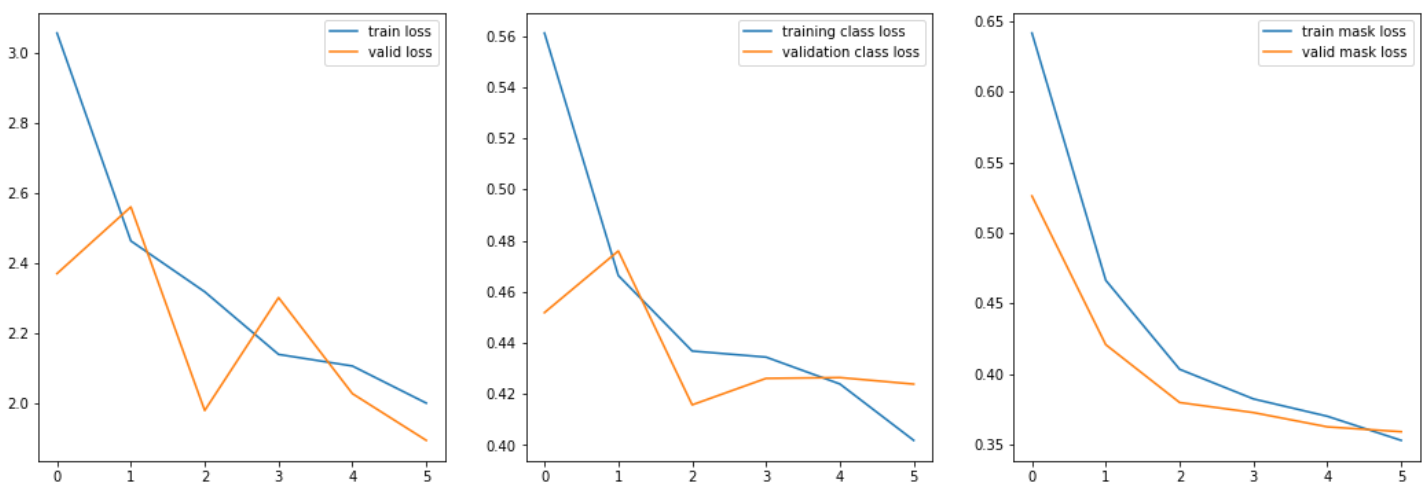 train loss
valid loss
3.0
2.8
2.6
2.4
2.2
2.0
0 1 2 3 4 5
training class loss
validation class loss
0.56
0.54
0.52
0.50
0.48
0.46
0.44
0.42
0.40
0 1 2 3 4 5
train mask loss
valid mask loss
0.65
0.60
0.55
0.50
0.45
0.40
0.35
0 1 2 3 4 5